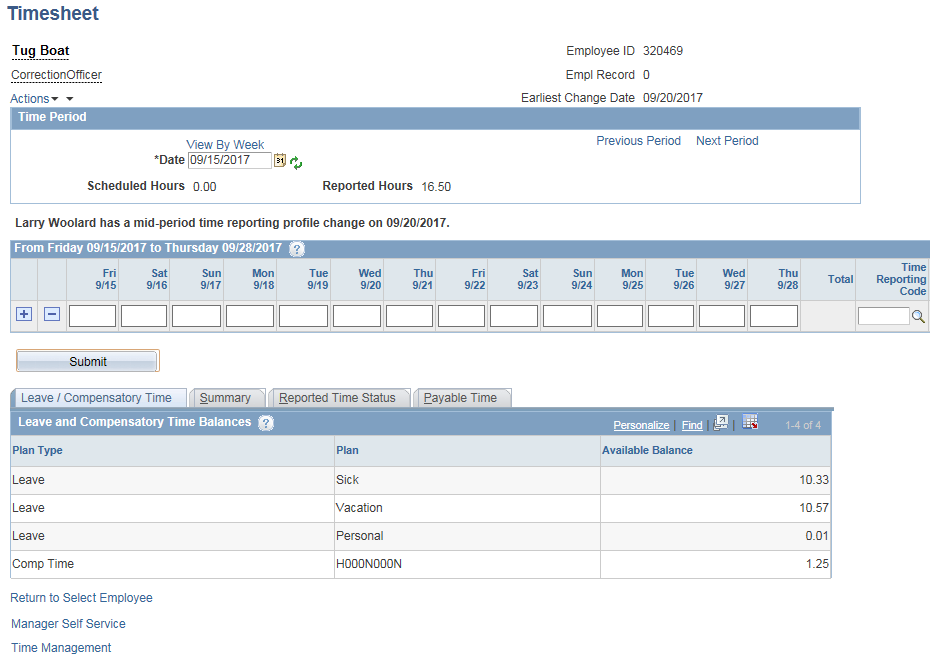 Timesheet
Tug Boat
Employee ID 320469
CorrectionOfficer
Empl Record 0
Actions
Earliest Change Date 09/20/2017
Time Period
View By Week
Previous Period Next Period
*Date 09/15/2017 31
Scheduled Hours 0.00 Reported Hours 16.50
Larry Woolard has a mid-period time reporting profile change on 09/20/2017.
From Friday 09/15/2017 to Thursday 09/28/2017 ?
Fri 9/15 Sat 9/16 Sun 9/17 Mon 9/18 Tue 9/19 Wed 9/20 Thu 9/21 Fri 9/22 Sat 9/23 Sun 9/24 Mon 9/25 Tue 9/26 Wed 9/27 Thu 9/28 Total Time Reporting Code
Submit
Leave / Compensatory Time Summary Reported Time Status Payable Time
Leave and Compensatory Time Balances ? Personalize | Find | | 1-4 of 4
Plan Type Plan Available Balance
Leave Sick 10.33
Leave Vacation 10.57
Leave Personal 0.01
Comp Time H000N000N 1.25
Return to Select Employee
Manager Self Service
Time Management